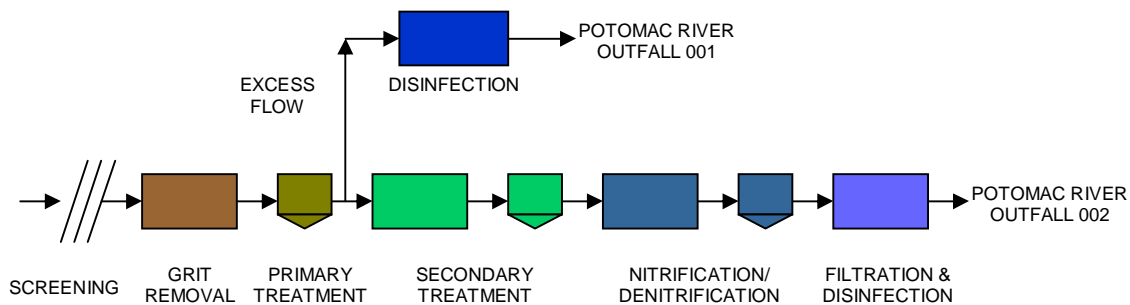 POTOMAC RIVER
OUTFALL 001
EXCESS
FLOW
DISINFECTION
POTOMAC RIVER
OUTFALL 002
SCREENING
GRIT
REMOVAL
PRIMARY
TREATMENT
SECONDARY
TREATMENT
NITRIFICATION/
DENITRIFICATION
FILTRATION &
DISINFECTION